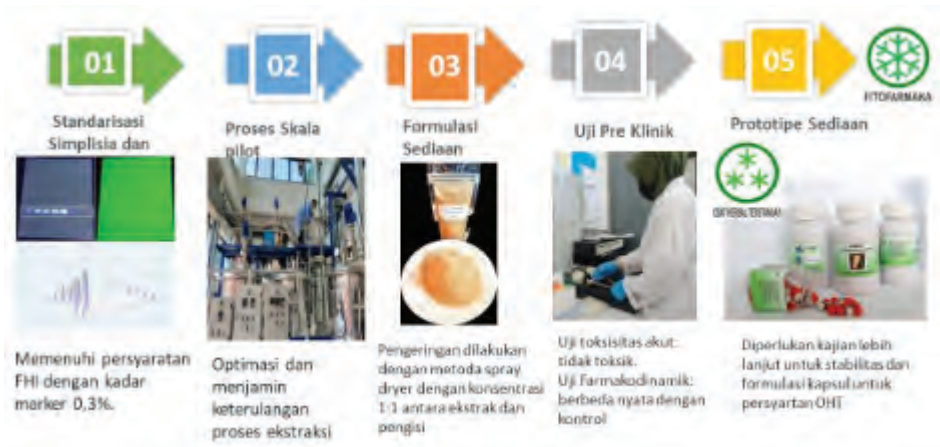 01
Standarisasi
Simplisia dan
Memenuhi persyaratan
FHI dengan kadar
marker 0,3%.
02
Proses Skala
pilot
Optimasi dan
menjamin
keterulangan
proses ekstraksi
03
Formulasi
Sediaan
Pengeringan dilakukan
dengan metoda spray
dryer dengan konsentrasi
1:1 antara ekstrak dan
pengisi
04
Uji Pre Klinik
Uji toksisitas akut:
tidak toksik.
Uji Farmakodinamik:
berbeda nyata dengan
kontrol
05
FITOFARMAKA
Prototipe Sediaan
OBAT HERBAL TERSTANDAR
Diperlukan kajian lebih
lanjut untuk stabilitas dan
formulasi kapsul untuk
persyartan OHT